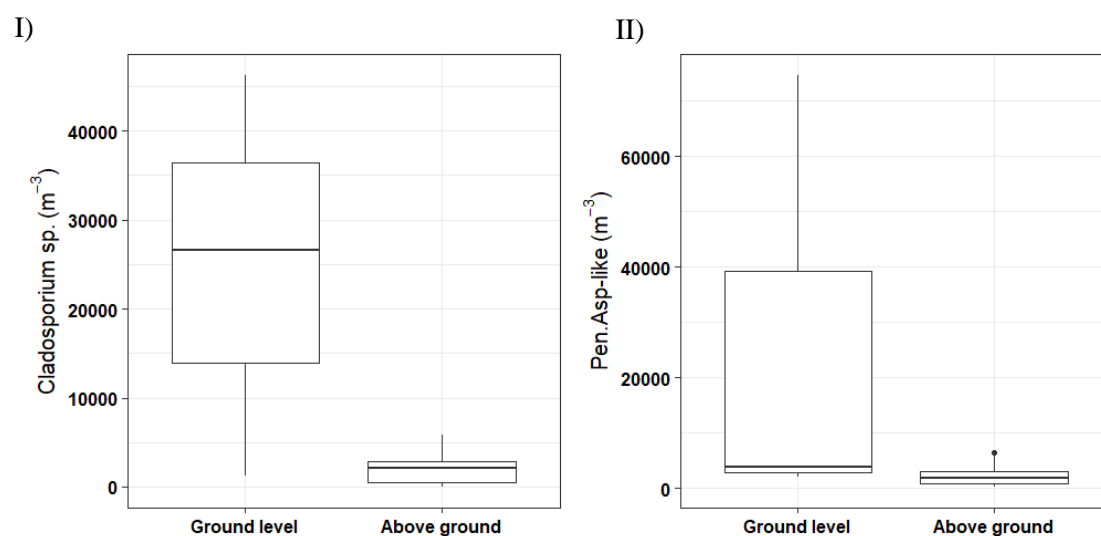 I)
Cladosporium sp. (m⁻³)
40000
30000
20000
10000
0
Ground level
Above ground
II)
Pen.Asp-like (m⁻³)
60000
40000
20000
0
Ground level
Above ground